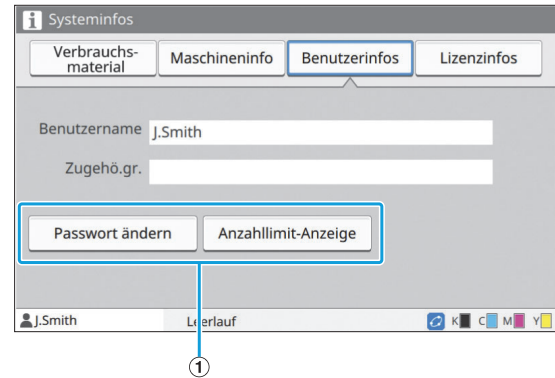 i Systeminfos
Verbrauchs-
material
Maschineninfo
Benutzerinfos
Lizenzinfos
Benutzername J.Smith
Zugehö.gr.
Passwort ändern
Anzahllimit-Anzeige
J.Smith
Leerlauf
K C M Y
1